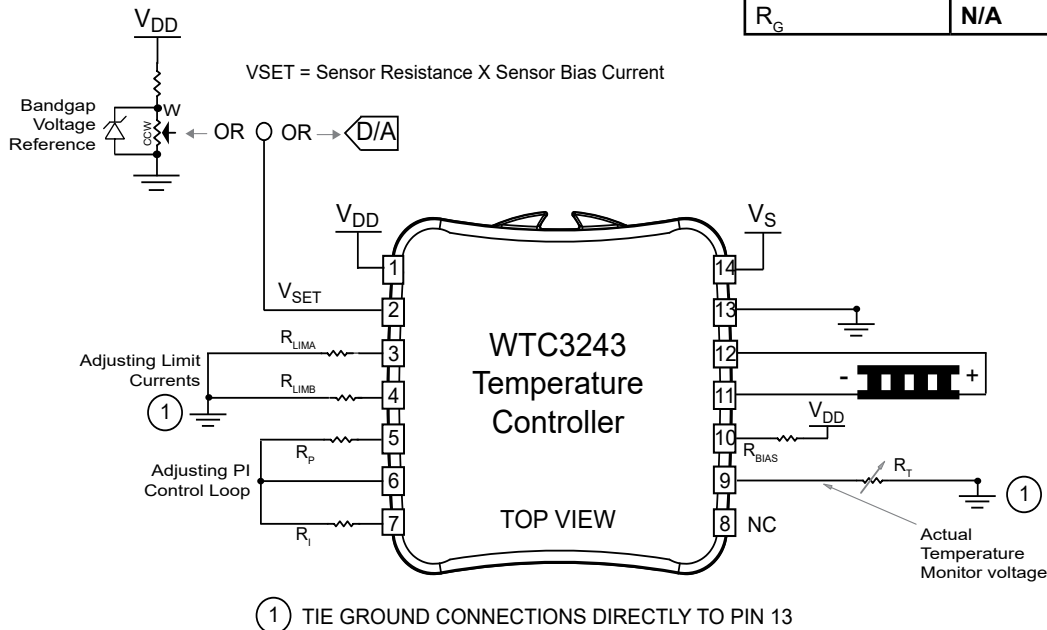 R_G N/A
V_DD
VSET = Sensor Resistance X Sensor Bias Current
Bandgap
Voltage
Reference
W
CCW
OR OR D/A
V_DD
V_S
V_SET
1
2
3
4
5
6
7
14
13
12
11
10
9
8 NC
WTC3243
Temperature
Controller
TOP VIEW
Adjusting Limit
Currents
1
R_LIMA
R_LIMB
Adjusting PI
Control Loop
R_P
R_I
- +
V_DD
R_BIAS
R_T
1
Actual
Temperature
Monitor voltage
1 TIE GROUND CONNECTIONS DIRECTLY TO PIN 13